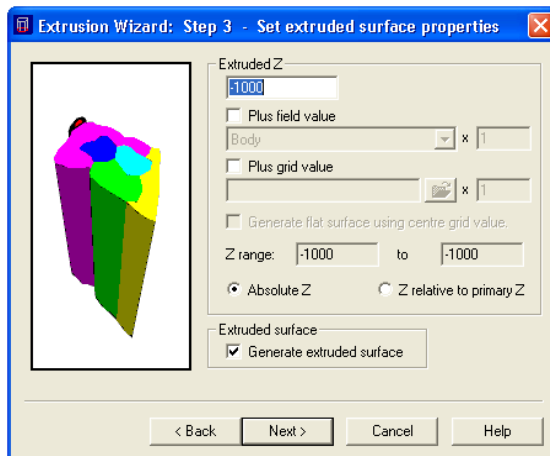 Extrusion Wizard: Step 3 - Set extruded surface properties
Extruded Z
-1000
Plus field value
Body x 1
Plus grid value
x 1
Generate flat surface using centre grid value.
Z range: -1000 to -1000
Absolute Z Z relative to primary Z
Extruded surface
Generate extruded surface
< Back Next > Cancel Help